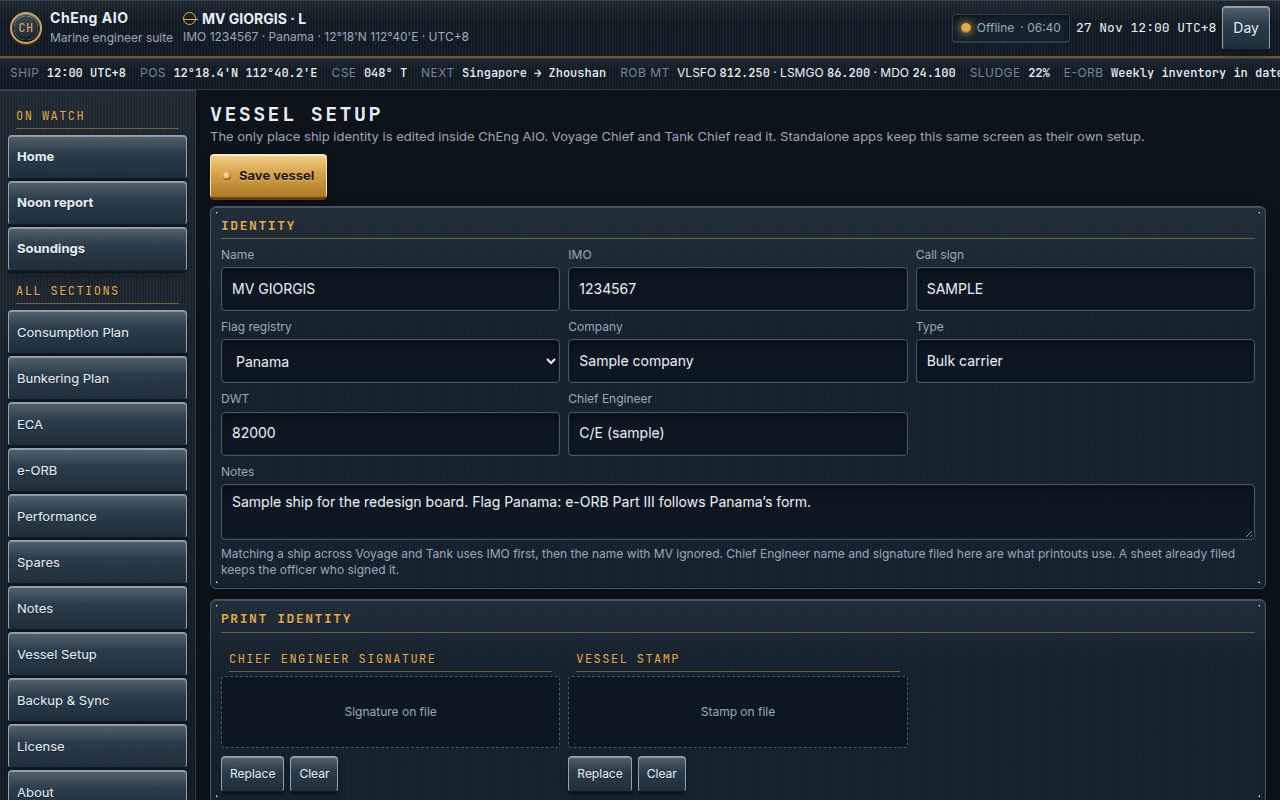 CH
ChEng AIO
Marine engineer suite
MV GIORGIS · L
IMO 1234567 · Panama · 12°18'N 112°40'E · UTC+8
Offline · 06:40
27 Nov 12:00 UTC+8
Day
SHIP 12:00 UTC+8 POS 12°18.4'N 112°40.2'E CSE 048° T NEXT Singapore → Zhoushan ROB MT VLSFO 812.250 · LSMGO 86.200 · MDO 24.100 SLUDGE 22% E-ORB Weekly inventory in date
ON WATCH
Home
Noon report
Soundings
ALL SECTIONS
Consumption Plan
Bunkering Plan
ECA
e-ORB
Performance
Spares
Notes
Vessel Setup
Backup & Sync
License
About
VESSEL SETUP
The only place ship identity is edited inside ChEng AIO. Voyage Chief and Tank Chief read it. Standalone apps keep this same screen as their own setup.
Save vessel
IDENTITY
Name IMO Call sign
MV GIORGIS 1234567 SAMPLE
Flag registry Company Type
Panama Sample company Bulk carrier
DWT Chief Engineer
82000 C/E (sample)
Notes
Sample ship for the redesign board. Flag Panama: e-ORB Part III follows Panama's form.
Matching a ship across Voyage and Tank uses IMO first, then the name with MV ignored. Chief Engineer name and signature filed here are what printouts use. A sheet already filed
keeps the officer who signed it.
PRINT IDENTITY
CHIEF ENGINEER SIGNATURE VESSEL STAMP
Signature on file Stamp on file
Replace Clear Replace Clear